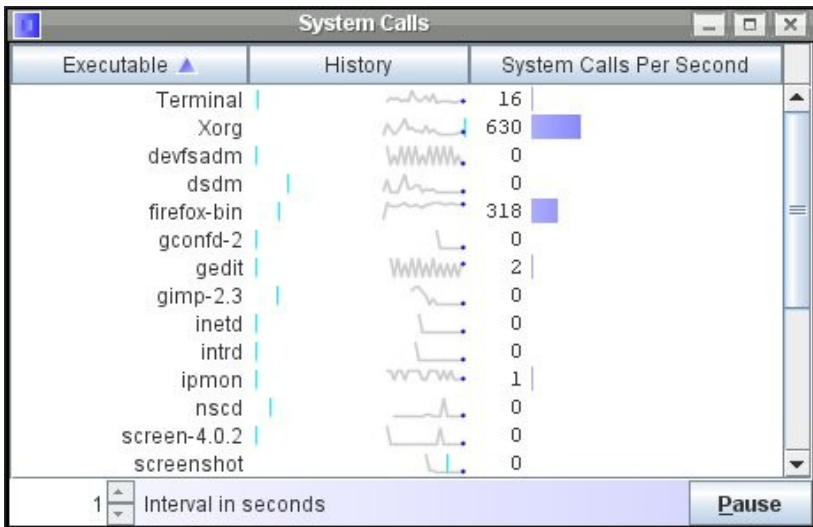 System Calls
Executable History System Calls Per Second
Terminal 16
Xorg 630
devfsadm 0
dsdm 0
firefox-bin 318
gconfd-2 0
gedit 2
gimp-2.3 0
inetd 0
intrd 0
ipmon 1
nscd 0
screen-4.0.2 0
screenshot 0
1 Interval in seconds Pause